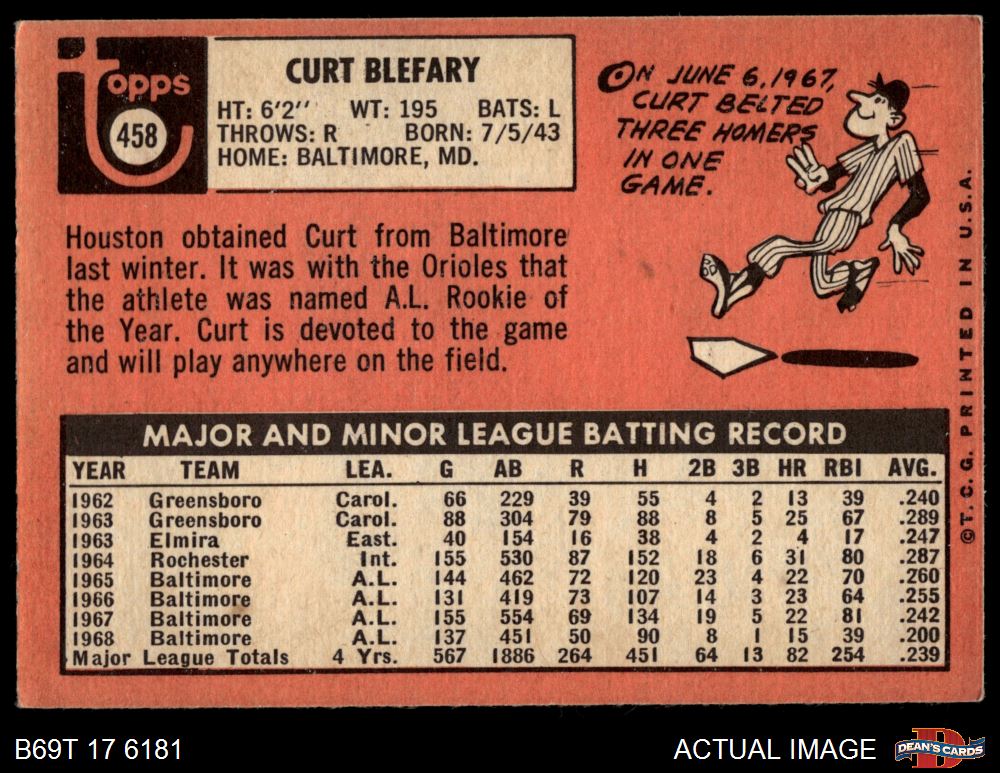 Topps
458
CURT BLEFARY
HT: 6'2" WT: 195 BATS: L
THROWS: R BORN: 7/5/43
HOME: BALTIMORE, MD.
ON JUNE 6, 1967,
CURT BELTED
THREE HOMERS
IN ONE
GAME.
Houston obtained Curt from Baltimore
last winter. It was with the Orioles that
the athlete was named A.L. Rookie of
the Year. Curt is devoted to the game
and will play anywhere on the field.
MAJOR AND MINOR LEAGUE BATTING RECORD
YEAR TEAM LEA. G AB R H 2B 3B HR RBI AVG.
1962 Greensboro Carol. 66 229 39 55 4 2 13 39 .240
1963 Greensboro Carol. 88 304 79 88 8 5 25 67 .289
1963 Elmira East. 40 154 16 38 4 2 4 17 .247
1964 Rochester Int. 155 530 87 152 18 6 31 80 .287
1965 Baltimore A.L. 144 462 72 120 23 4 22 70 .260
1966 Baltimore A.L. 131 419 73 107 14 3 23 64 .255
1967 Baltimore A.L. 155 554 69 134 19 5 22 81 .242
1968 Baltimore A.L. 137 451 50 90 8 1 15 39 .200
Major League Totals 4 Yrs. 567 1886 264 451 64 13 82 254 .239
©T.C.G. PRINTED IN U.S.A.
B69T 17 6181
ACTUAL IMAGE
D
DEAN'S CARDS